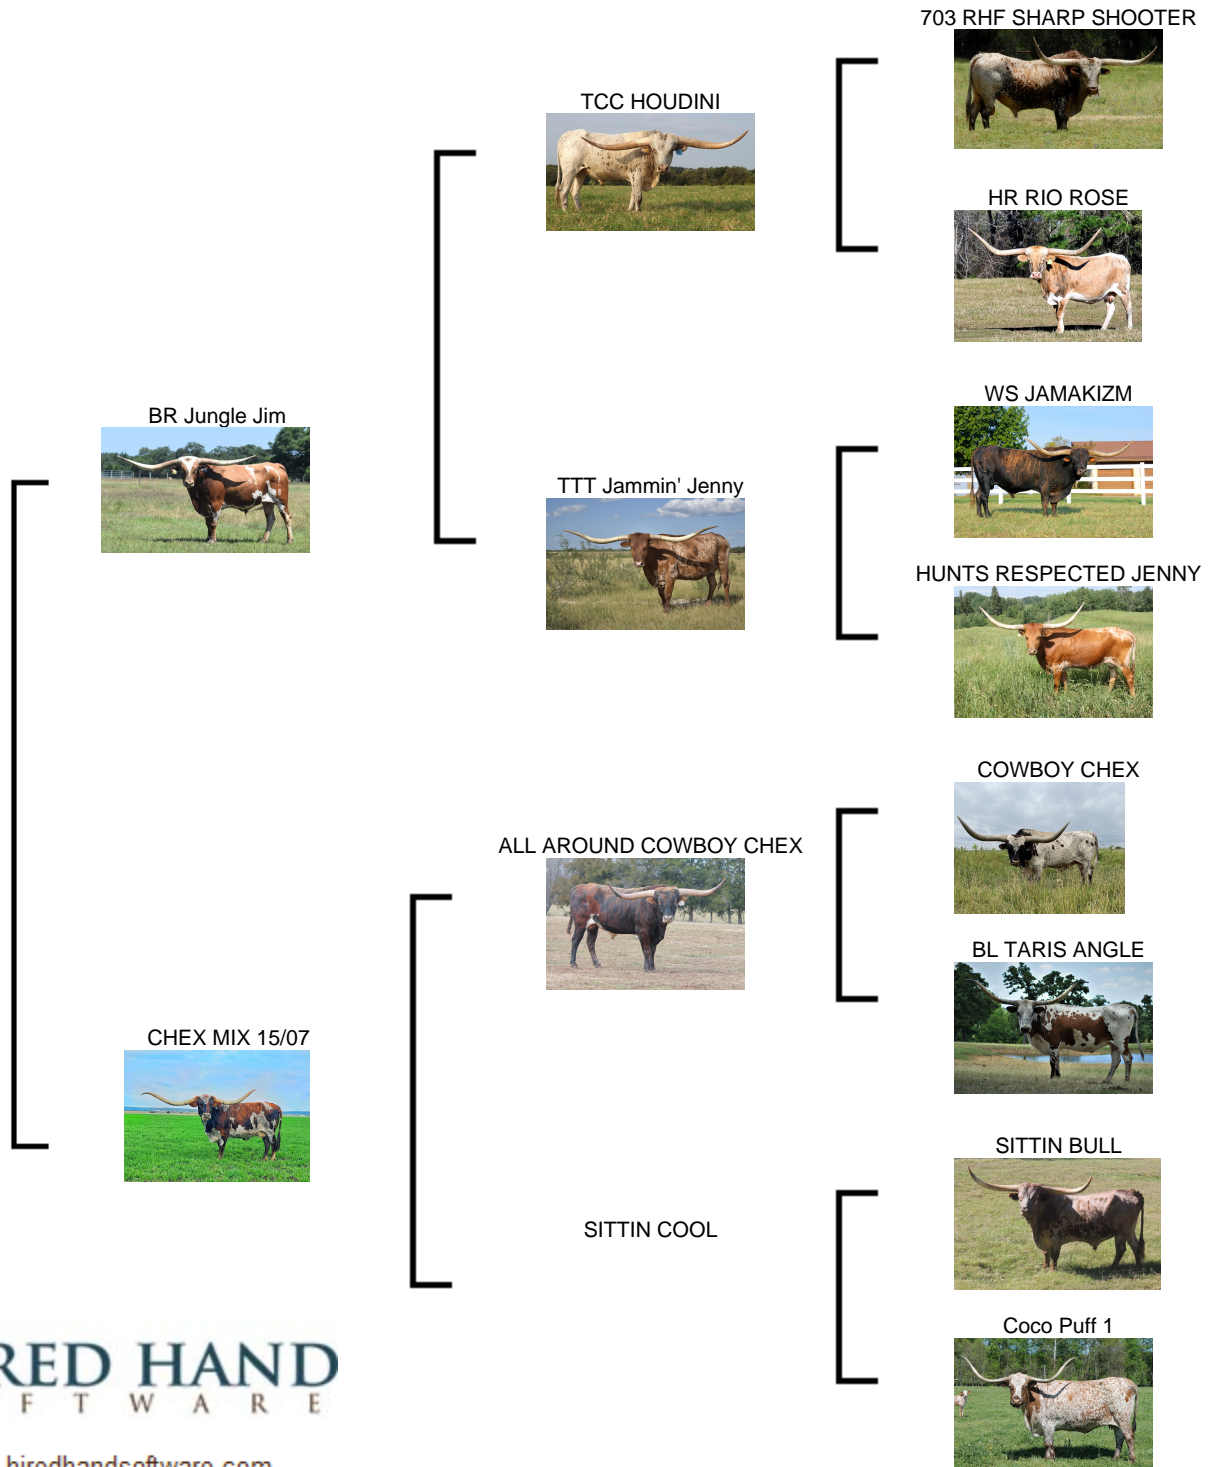 703 RHF SHARP SHOOTER
TCC HOUDINI
HR RIO ROSE
BR Jungle Jim
WS JAMAKIZM
TTT Jammin' Jenny
HUNTS RESPECTED JENNY
COWBOY CHEX
ALL AROUND COWBOY CHEX
BL TARIS ANGLE
CHEX MIX 15/07
SITTIN BULL
SITTIN COOL
Coco Puff 1
RED HAND
F T W A R E
hiredhandsoftware.com